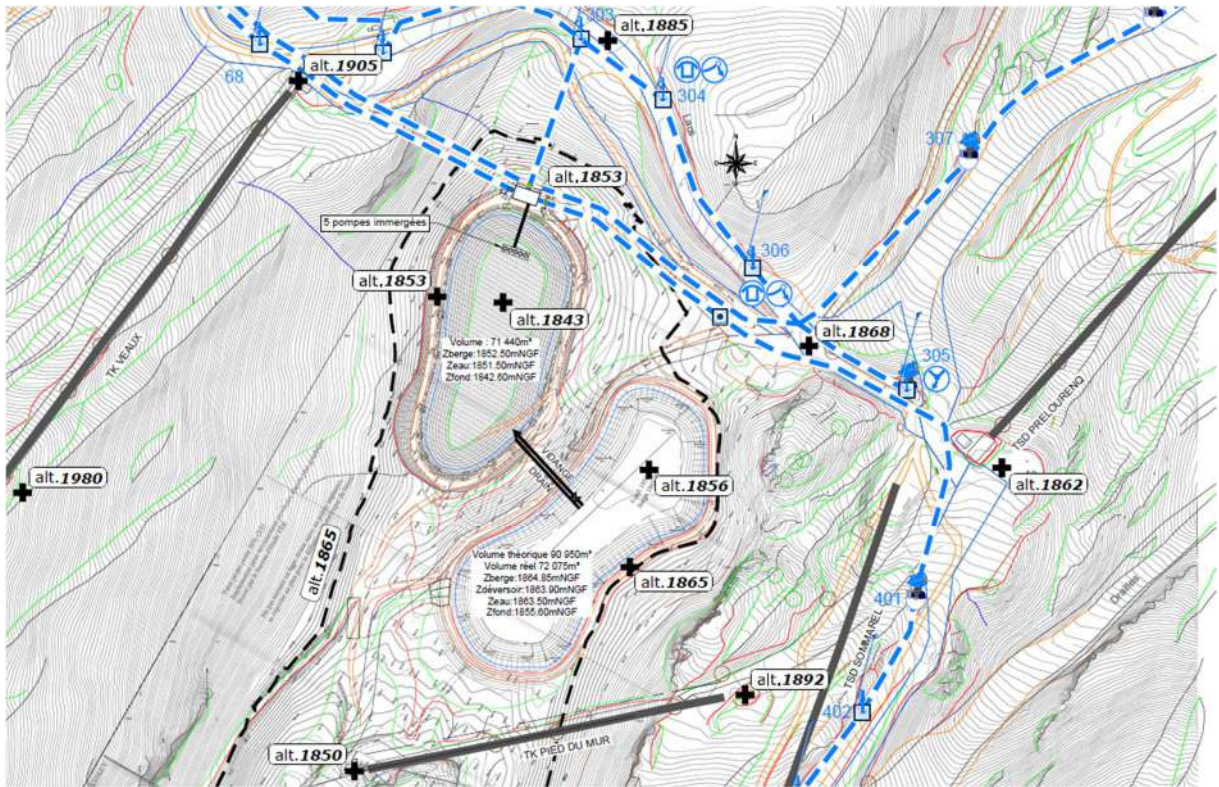 303
alt.1885
68
alt.1905
304
Laus
307
alt,1853
5 pompes immergées
306
alt.1853
alt.1843
alt.1868
305
Volume : 71 440m³
Zberge:1852.50mNGF
Zeau:1851.50mNGF
Zfond:1842.60mNGF
TK VEAUX
TSD PRELOURENQ
VIDANGE
DRAIN
alt.1980
alt.1856
alt.1862
alt.1865
Volume théorique 90 950m³
Volume réel 72 075m³
Zberge:1864.85mNGF
Zdéversoir:1863.90mNGF
Zeau:1863.50mNGF
Zfond:1855.60mNGF
alt.1865
401
Draillde
TSD SOMMAREL
alt,1892
402
TK PIED DU MUR
alt.1850